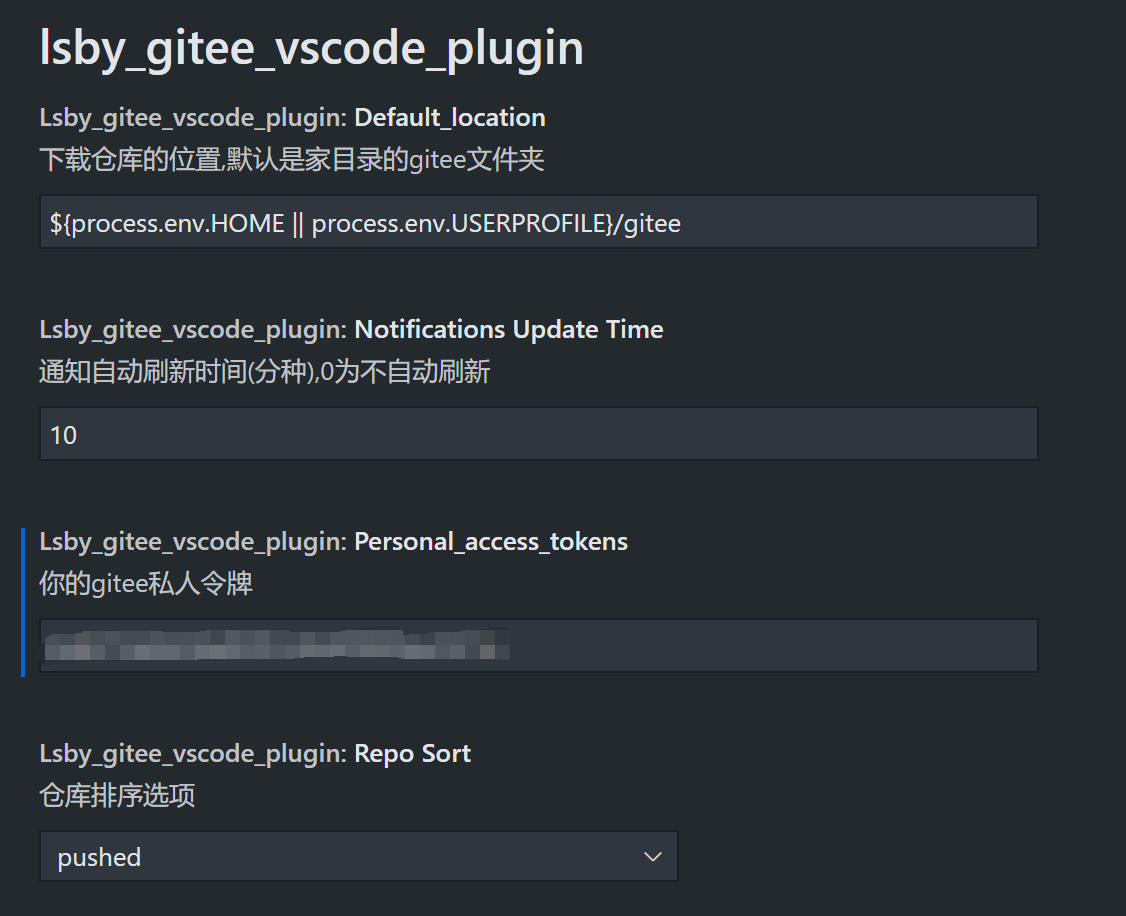 lsby_gitee_vscode_plugin
Lsby_gitee_vscode_plugin: Default_location
下载仓库的位置,默认是家目录的gitee文件夹
${process.env.HOME || process.env.USERPROFILE}/gitee
Lsby_gitee_vscode_plugin: Notifications Update Time
通知自动刷新时间(分种),0为不自动刷新
10
Lsby_gitee_vscode_plugin: Personal_access_tokens
你的gitee私人令牌
Lsby_gitee_vscode_plugin: Repo Sort
仓库排序选项
pushed